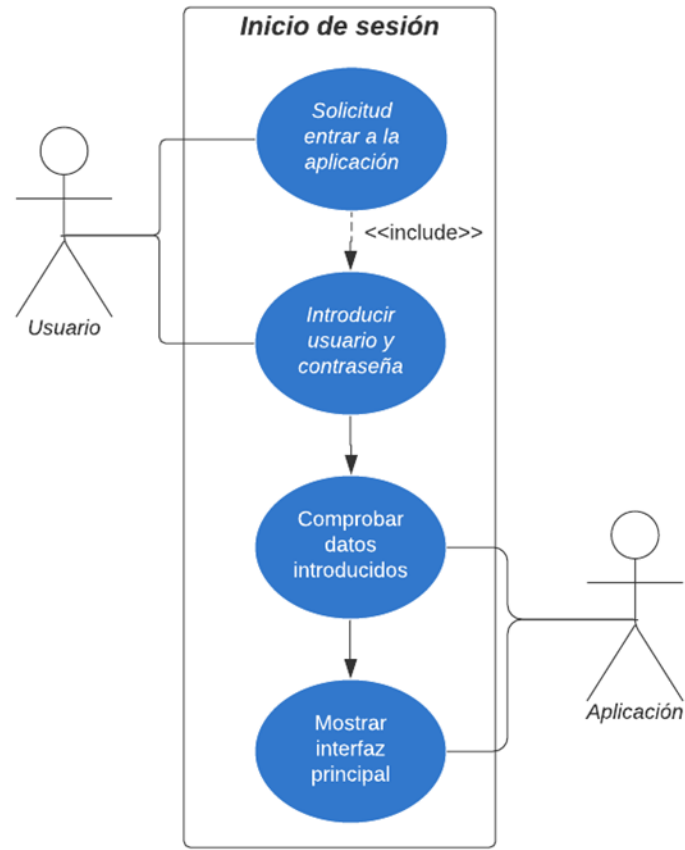 Inicio de sesión
Solicitud
entrar a la
aplicación
<<include>>
Introducir
usuario y
contraseña
Usuario
Comprobar
datos
introducidos
Mostrar
interfaz
principal
Aplicación